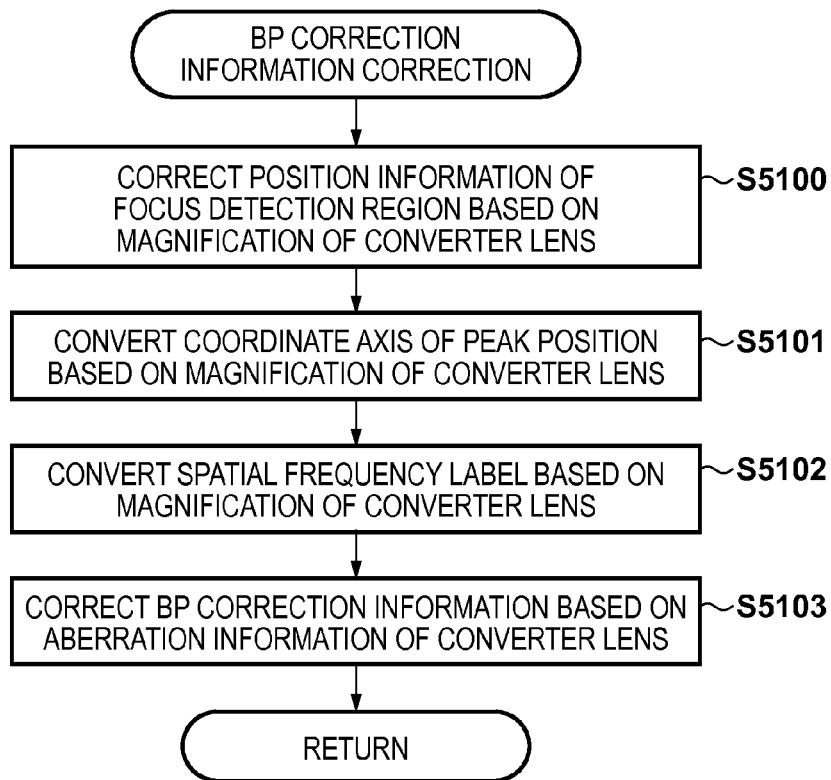 BP CORRECTION
INFORMATION CORRECTION
CORRECT POSITION INFORMATION OF
FOCUS DETECTION REGION BASED ON
MAGNIFICATION OF CONVERTER LENS
S5100
CONVERT COORDINATE AXIS OF PEAK POSITION
BASED ON MAGNIFICATION OF CONVERTER LENS
S5101
CONVERT SPATIAL FREQUENCY LABEL BASED ON
MAGNIFICATION OF CONVERTER LENS
S5102
CORRECT BP CORRECTION INFORMATION BASED ON
ABERRATION INFORMATION OF CONVERTER LENS
S5103
RETURN